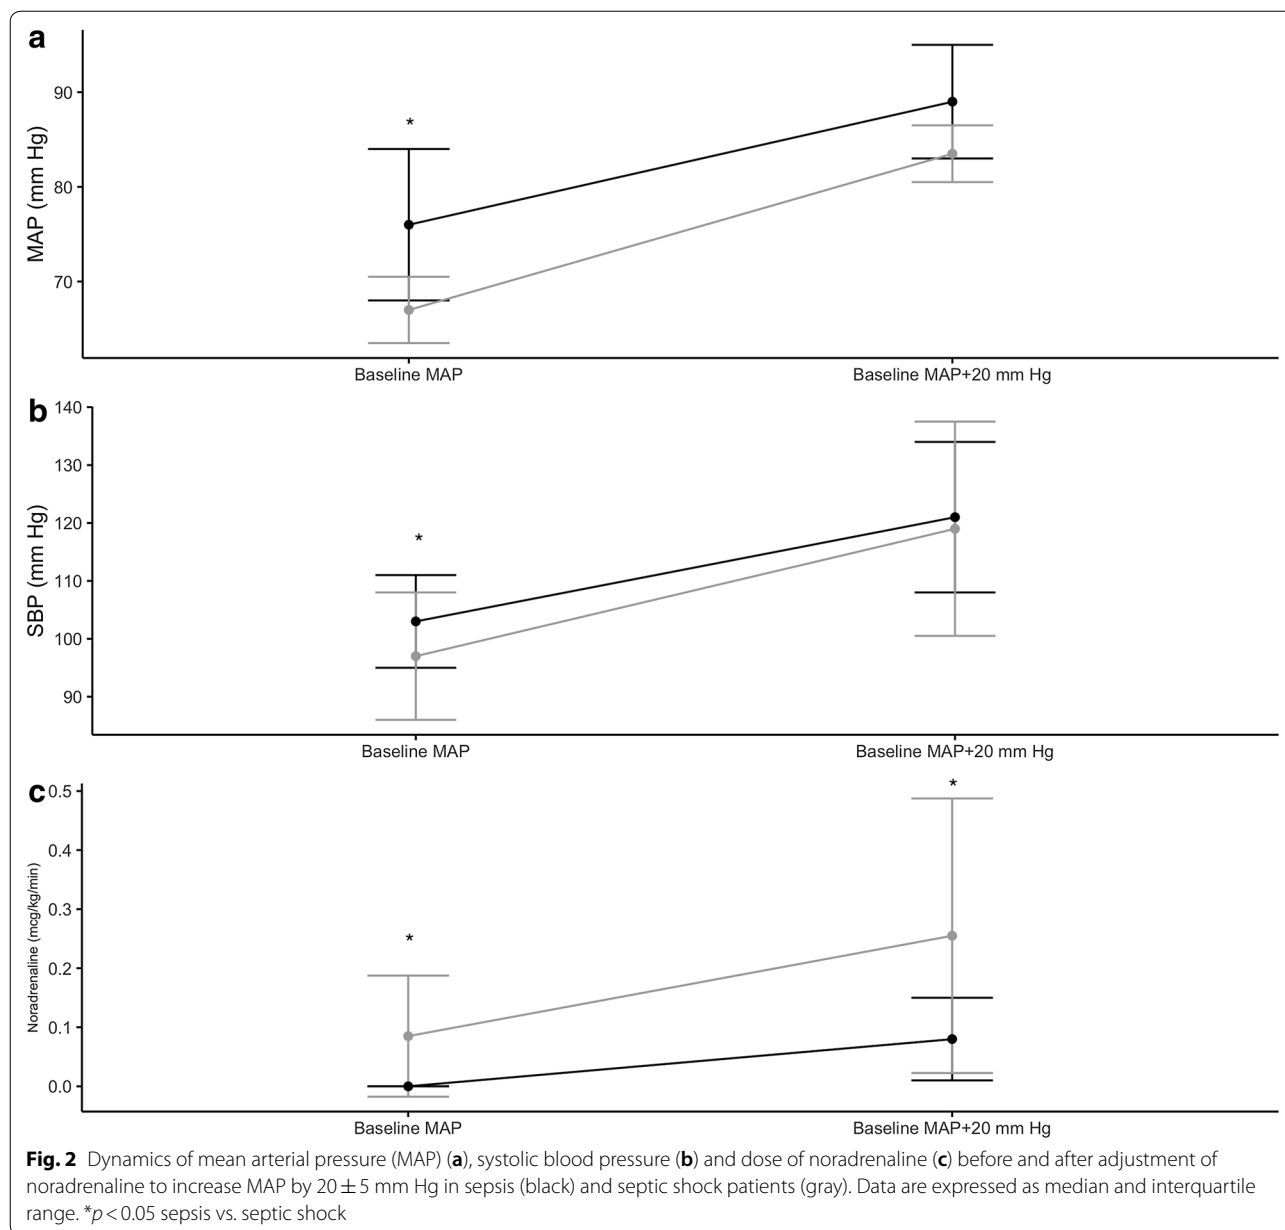 a
90
80
70
MAP (mm Hg)
*
Baseline MAP
Baseline MAP+20 mm Hg
b
140
130
120
110
100
90
SBP (mm Hg)
*
Baseline MAP
Baseline MAP+20 mm Hg
c
0.5
0.4
0.3
0.2
0.1
0.0
Noradrenaline (mcg/kg/min)
*
*
Baseline MAP
Baseline MAP+20 mm Hg
Fig. 2 Dynamics of mean arterial pressure (MAP) (a), systolic blood pressure (b) and dose of noradrenaline (c) before and after adjustment of
noradrenaline to increase MAP by 20 ± 5 mm Hg in sepsis (black) and septic shock patients (gray). Data are expressed as median and interquartile
range. *p < 0.05 sepsis vs. septic shock